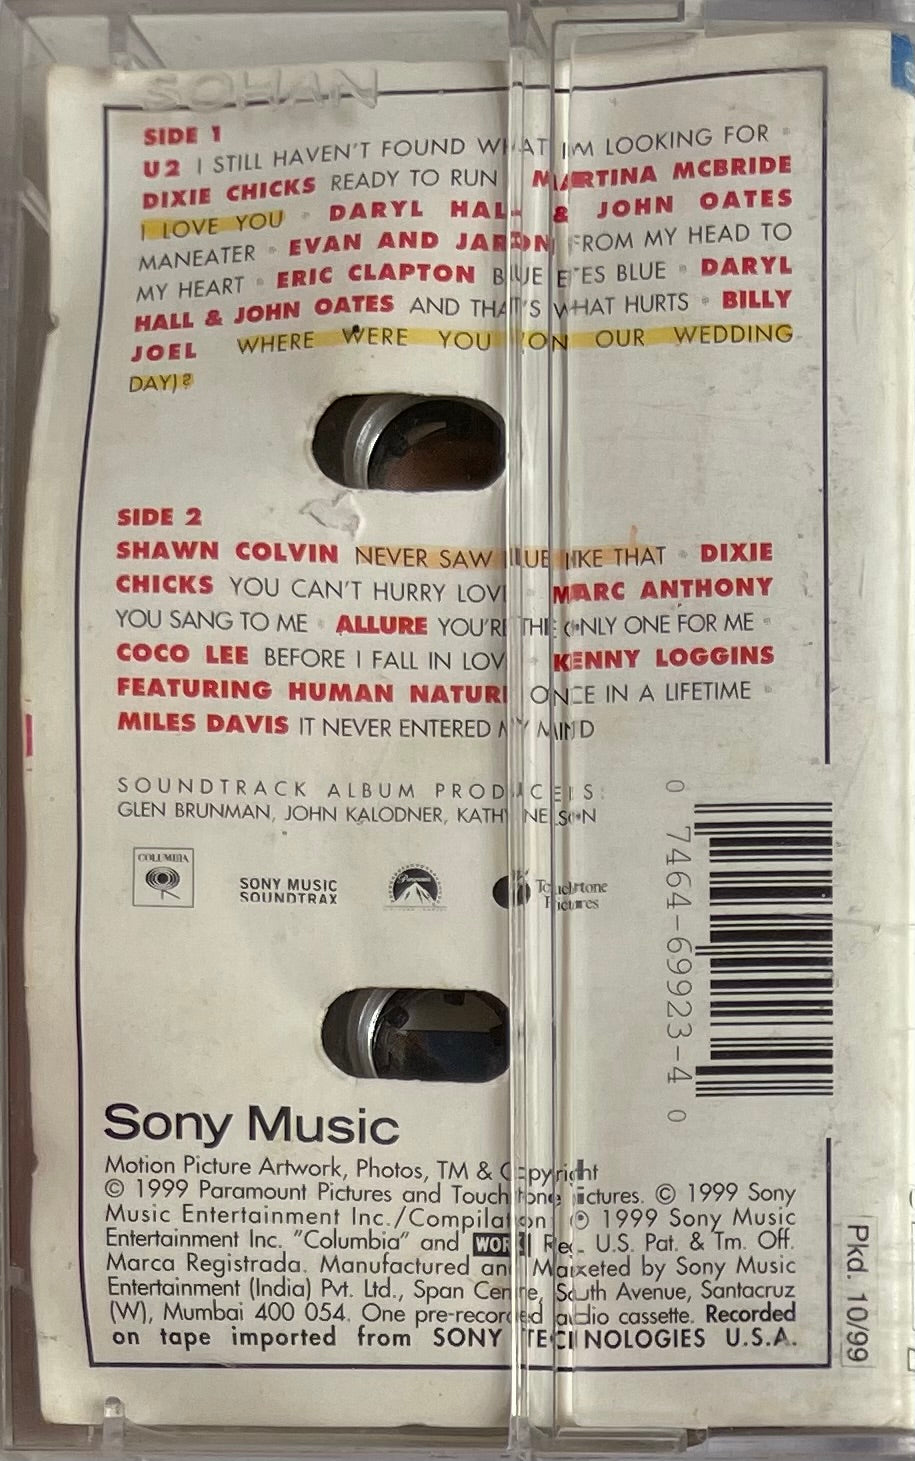 SOHAN
SIDE 1
U2 I STILL HAVEN'T FOUND WHAT I'M LOOKING FOR •
DIXIE CHICKS READY TO RUN • MARTINA MCBRIDE
I LOVE YOU • DARYL HALL & JOHN OATES
MANEATER • EVAN AND JARON FROM MY HEAD TO
MY HEART • ERIC CLAPTON BLUE EYES BLUE • DARYL
HALL & JOHN OATES AND THAT'S WHAT HURTS • BILLY
JOEL WHERE WERE YOU (ON OUR WEDDING
DAY)?
SIDE 2
SHAWN COLVIN NEVER SAW BLUE LIKE THAT • DIXIE
CHICKS YOU CAN'T HURRY LOVE • MARC ANTHONY
YOU SANG TO ME • ALLURE YOU'RE THE ONLY ONE FOR ME •
COCO LEE BEFORE I FALL IN LOVE • KENNY LOGGINS
FEATURING HUMAN NATURE ONCE IN A LIFETIME •
MILES DAVIS IT NEVER ENTERED MY MIND
SOUNDTRACK ALBUM PRODUCERS:
GLEN BRUNMAN, JOHN KALODNER, KATHY NELSON
COLUMBIA
SONY MUSIC
SOUNDTRAX
Paramount
Touchstone
Pictures
0 7464-69923-4 0
Sony Music
Motion Picture Artwork, Photos, TM & Copyright
© 1999 Paramount Pictures and Touchstone Pictures. © 1999 Sony
Music Entertainment Inc./Compilation ℗ 1999 Sony Music
Entertainment Inc. "Columbia" and WORK Reg. U.S. Pat. & Tm. Off.
Marca Registrada. Manufactured and Marketed by Sony Music
Entertainment (India) Pvt. Ltd., Span Centre, South Avenue, Santacruz
(W), Mumbai 400 054. One pre-recorded audio cassette. Recorded
on tape imported from SONY TECHNOLOGIES U.S.A.
Pkd. 10/99